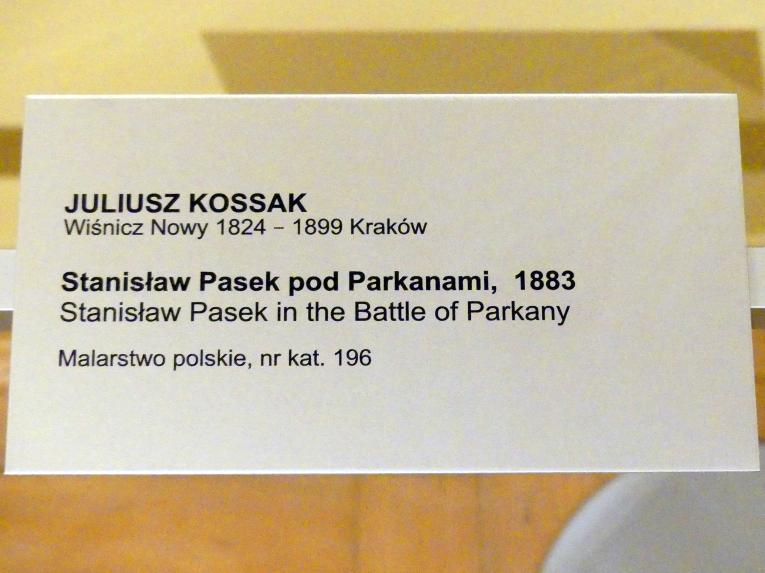 JULIUSZ KOSSAK
Wiśnicz Nowy 1824 – 1899 Kraków
Stanisław Pasek pod Parkanami, 1883
Stanisław Pasek in the Battle of Parkany
Malarstwo polskie, nr kat. 196